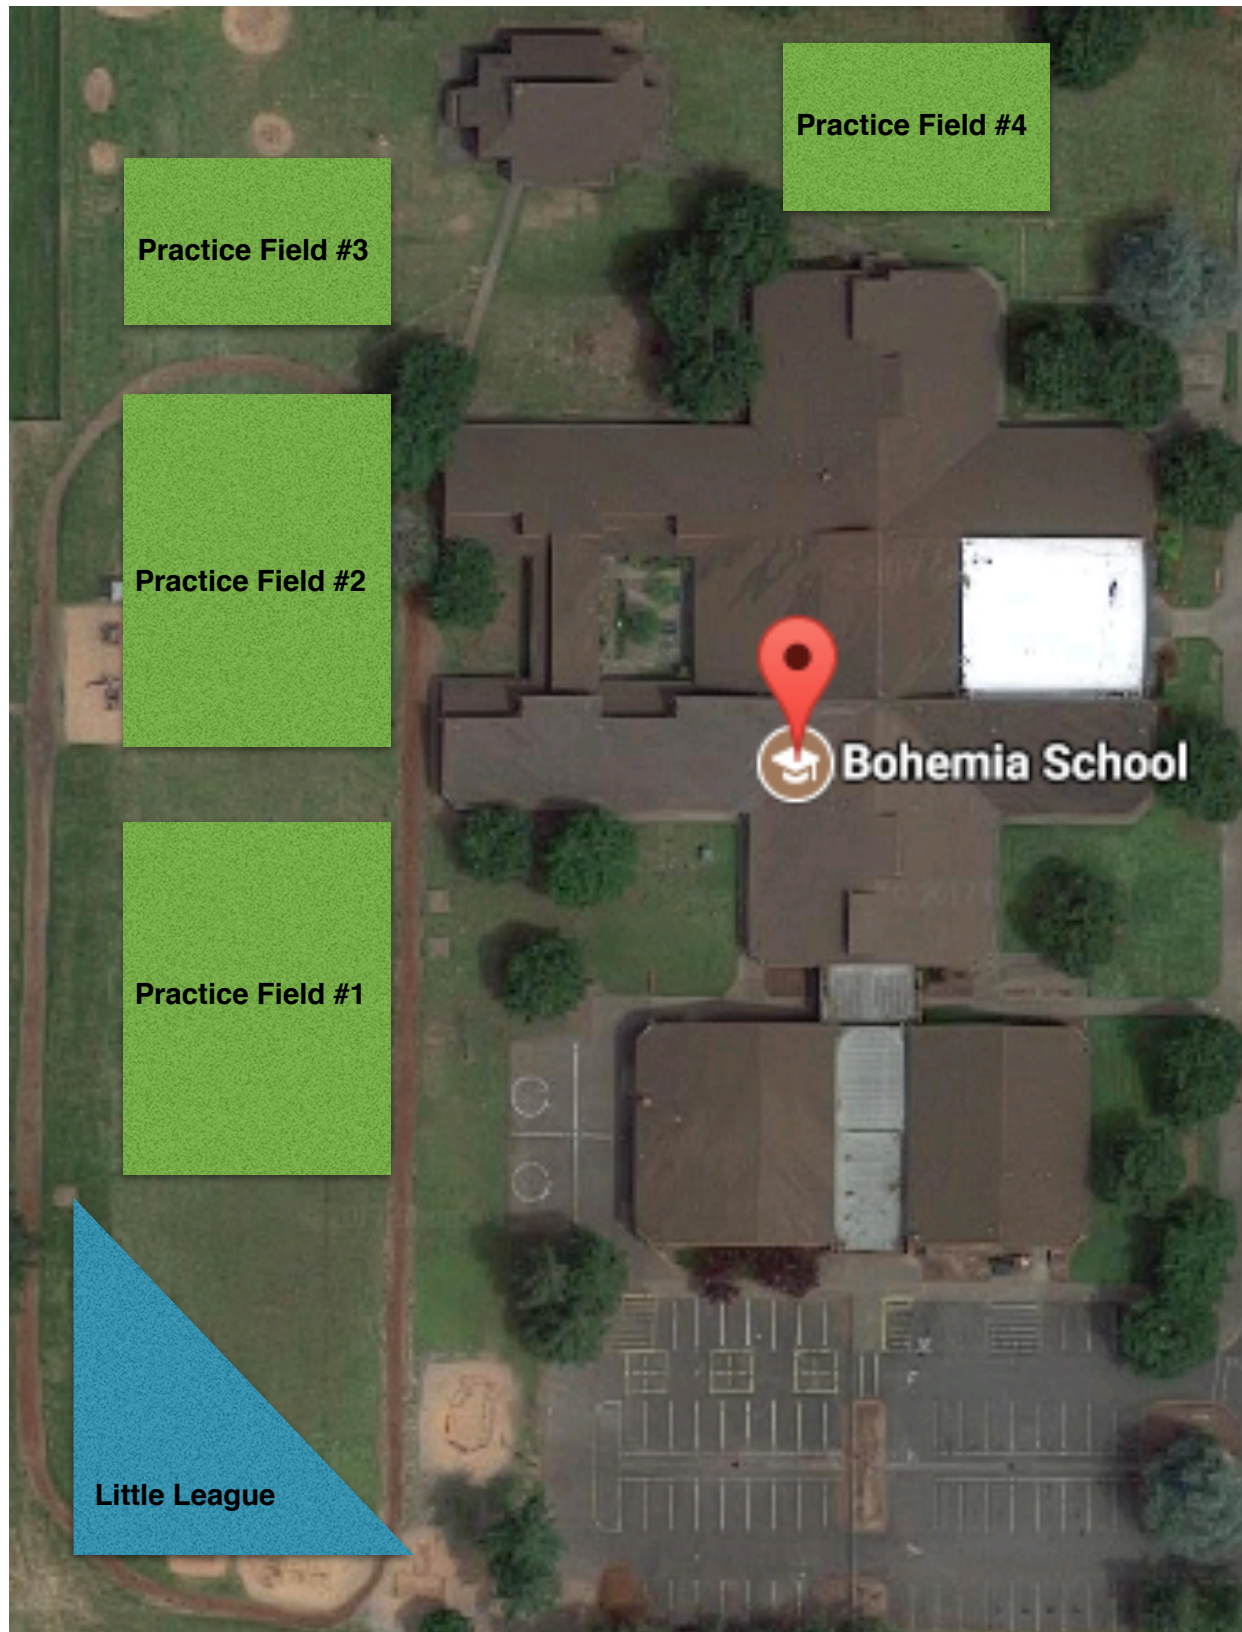 Practice Field #4
Practice Field #3
Practice Field #2
Bohemia School
Practice Field #1
Little League